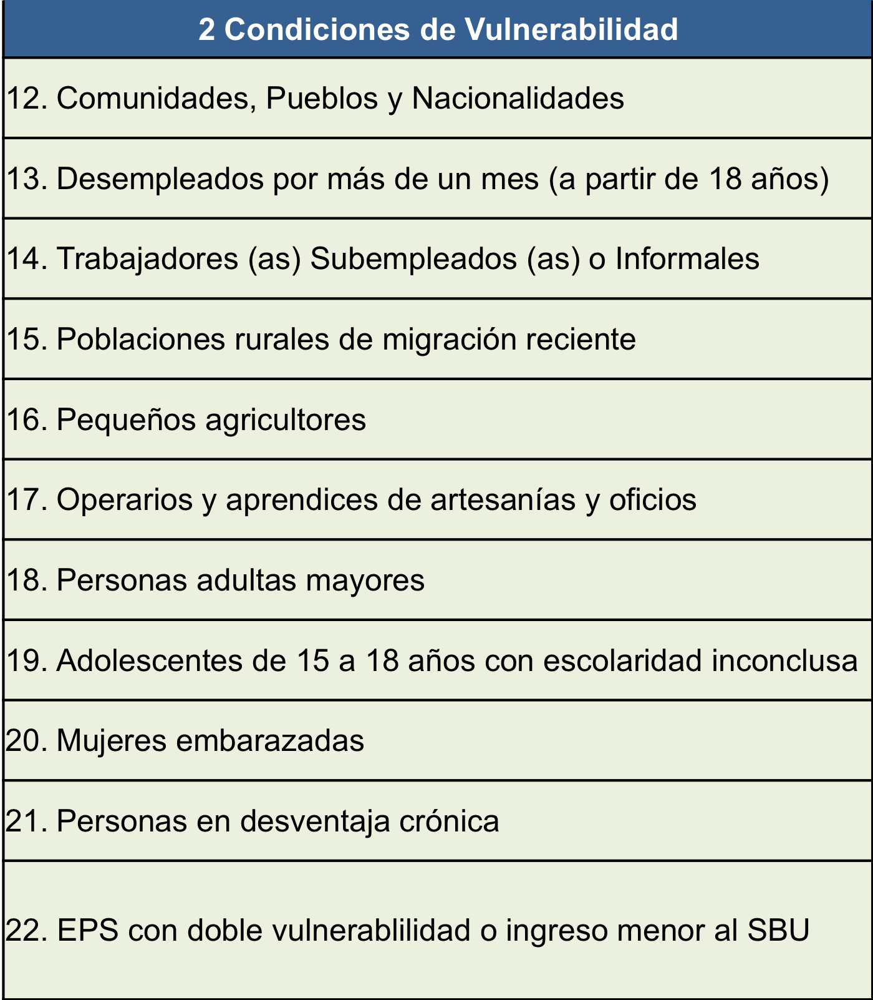 2 Condiciones de Vulnerabilidad
12. Comunidades, Pueblos y Nacionalidades
13. Desempleados por más de un mes (a partir de 18 años)
14. Trabajadores (as) Subempleados (as) o Informales
15. Poblaciones rurales de migración reciente
16. Pequeños agricultores
17. Operarios y aprendices de artesanías y oficios
18. Personas adultas mayores
19. Adolescentes de 15 a 18 años con escolaridad inconclusa
20. Mujeres embarazadas
21. Personas en desventaja crónica
22. EPS con doble vulnerablilidad o ingreso menor al SBU